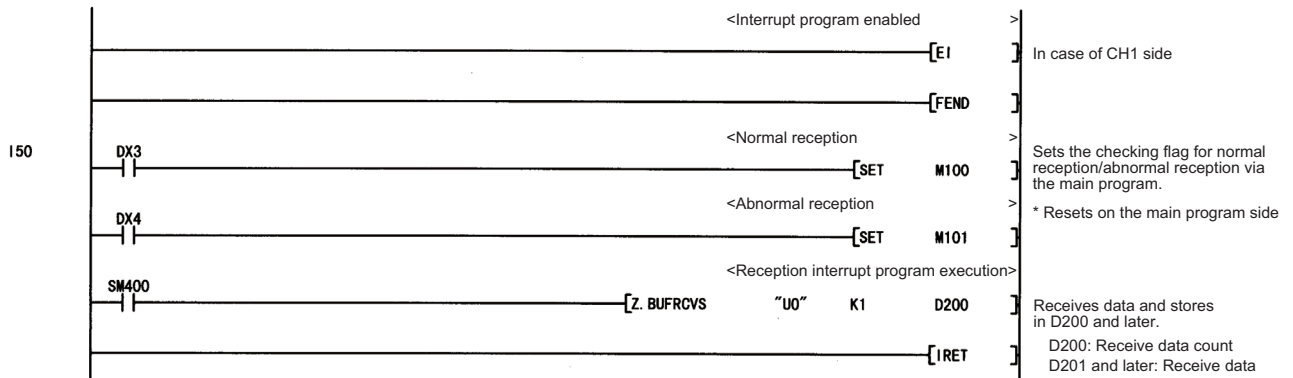 <Interrupt program enabled >
[EI ] In case of CH1 side
[FEND ]
<Normal reception >
I50 DX3 [SET M100 ]
Sets the checking flag for normal
reception/abnormal reception via
the main program.
<Abnormal reception >
* Resets on the main program side
DX4 [SET M101 ]
<Reception interrupt program execution>
SM400 [Z.BUFRCVS "U0" K1 D200 ]
Receives data and stores
in D200 and later.
D200: Receive data count
D201 and later: Receive data
[IRET ]